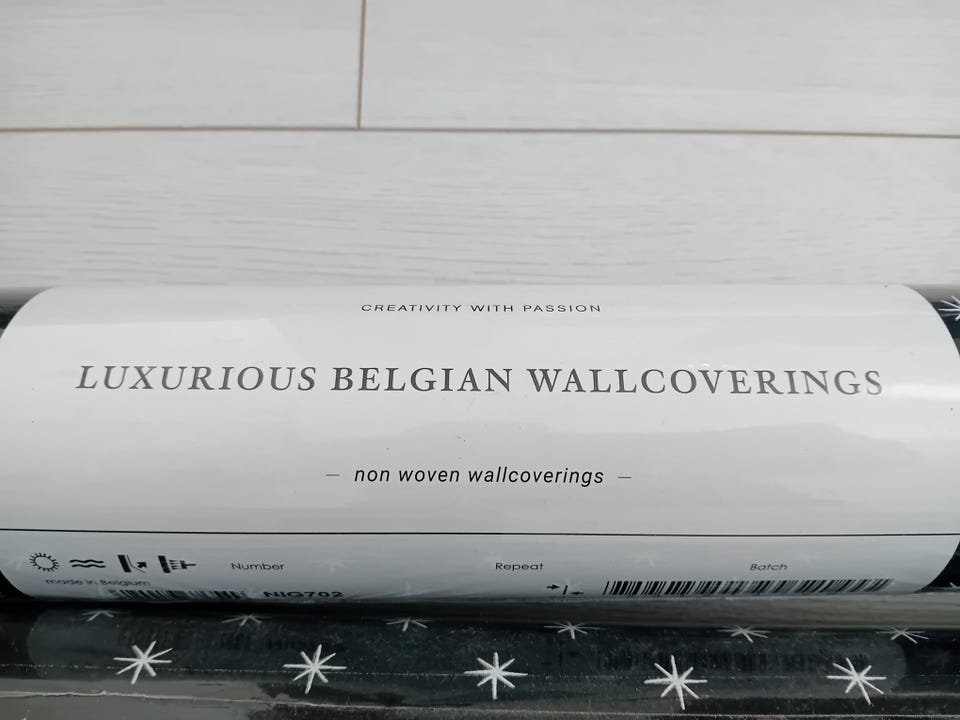 CREATIVITY WITH PASSION
LUXURIOUS BELGIAN WALLCOVERINGS
— non woven wallcoverings —
Number Repeat Batch
made in Belgium
NIG702